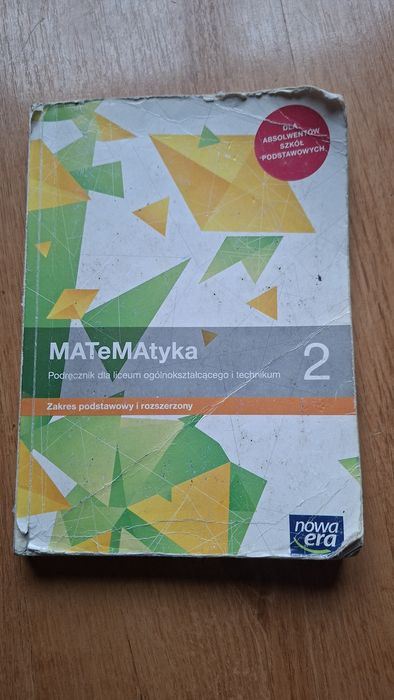 DLA
ABSOLWENTÓW
SZKÓŁ
PODSTAWOWYCH
MATeMAtyka
2
Podręcznik dla liceum ogólnokształcącego i technikum
Zakres podstawowy i rozszerzony
nowa
era